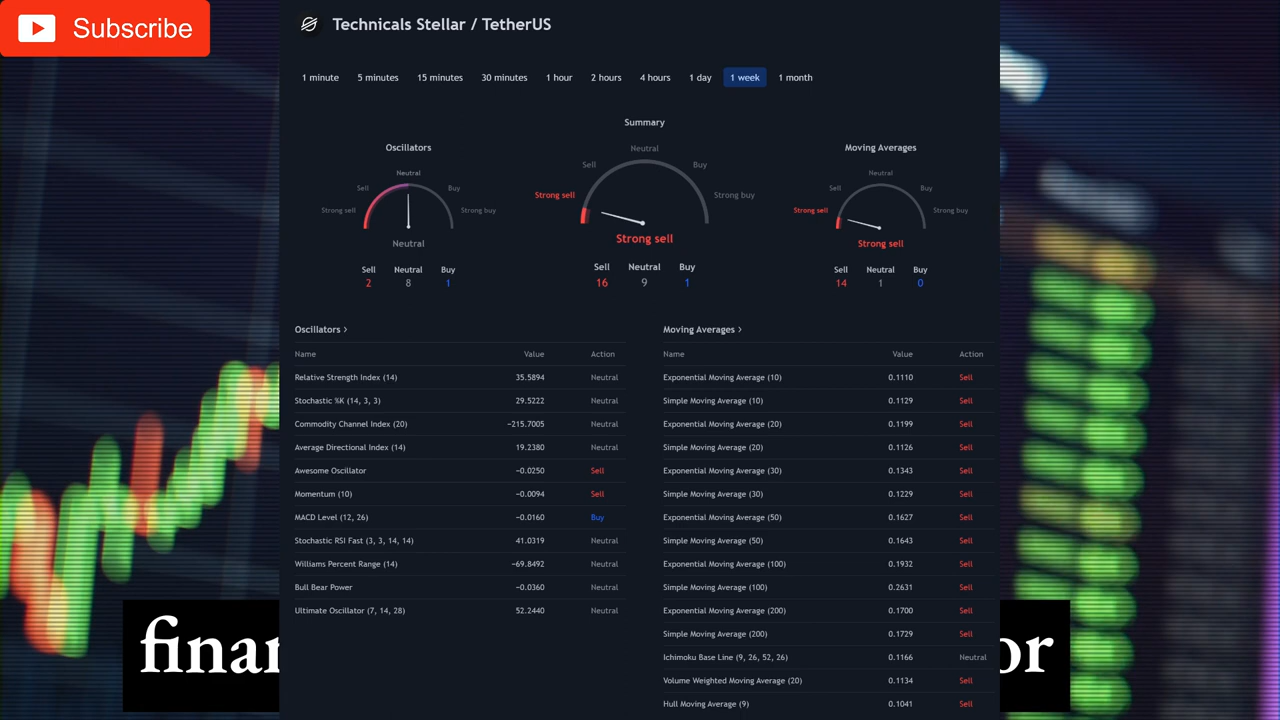 Subscribe
Technicals Stellar / TetherUS
1 minute 5 minutes 15 minutes 30 minutes 1 hour 2 hours 4 hours 1 day 1 week 1 month
Summary
Oscillators
Neutral
Sell
Buy
Strong sell
Strong buy
Neutral
Sell Neutral Buy
2 8 1
Neutral
Sell
Buy
Strong sell
Strong buy
Strong sell
Sell Neutral Buy
16 9 1
Moving Averages
Neutral
Sell
Buy
Strong sell
Strong buy
Strong sell
Sell Neutral Buy
14 1 0
Oscillators >
Name Value Action
Relative Strength Index (14) 35.5894 Neutral
Stochastic %K (14, 3, 3) 29.5222 Neutral
Commodity Channel Index (20) −215.7005 Neutral
Average Directional Index (14) 19.2380 Neutral
Awesome Oscillator −0.0250 Sell
Momentum (10) −0.0094 Sell
MACD Level (12, 26) −0.0160 Buy
Stochastic RSI Fast (3, 3, 14, 14) 41.0319 Neutral
Williams Percent Range (14) −69.8492 Neutral
Bull Bear Power −0.0360 Neutral
Ultimate Oscillator (7, 14, 28) 52.2440 Neutral
Moving Averages >
Name Value Action
Exponential Moving Average (10) 0.1110 Sell
Simple Moving Average (10) 0.1129 Sell
Exponential Moving Average (20) 0.1199 Sell
Simple Moving Average (20) 0.1126 Sell
Exponential Moving Average (30) 0.1343 Sell
Simple Moving Average (30) 0.1229 Sell
Exponential Moving Average (50) 0.1627 Sell
Simple Moving Average (50) 0.1643 Sell
Exponential Moving Average (100) 0.1932 Sell
Simple Moving Average (100) 0.2631 Sell
Exponential Moving Average (200) 0.1700 Sell
Simple Moving Average (200) 0.1729 Sell
Ichimoku Base Line (9, 26, 52, 26) 0.1166 Neutral
Volume Weighted Moving Average (20) 0.1134 Sell
Hull Moving Average (9) 0.1041 Sell